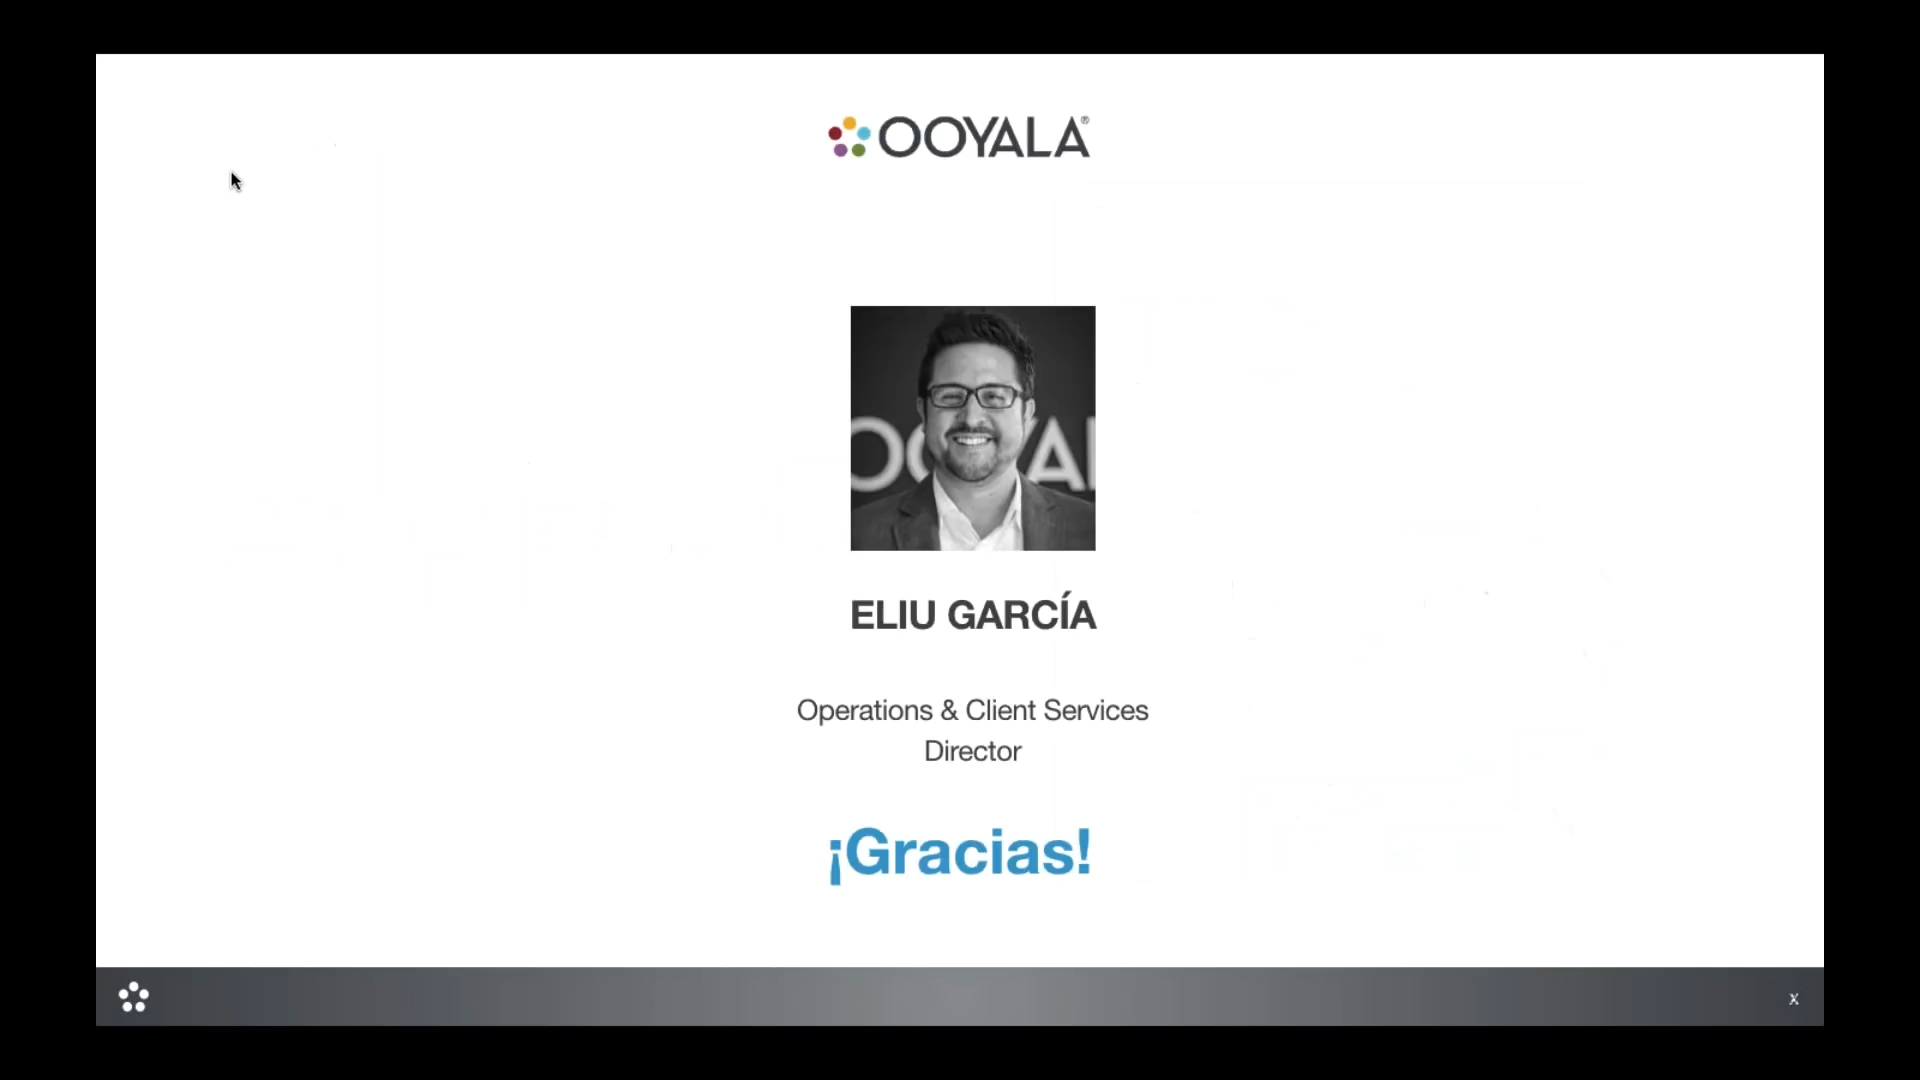 OOYALA®
ELIU GARCÍA
Operations & Client Services
Director
¡Gracias!
X